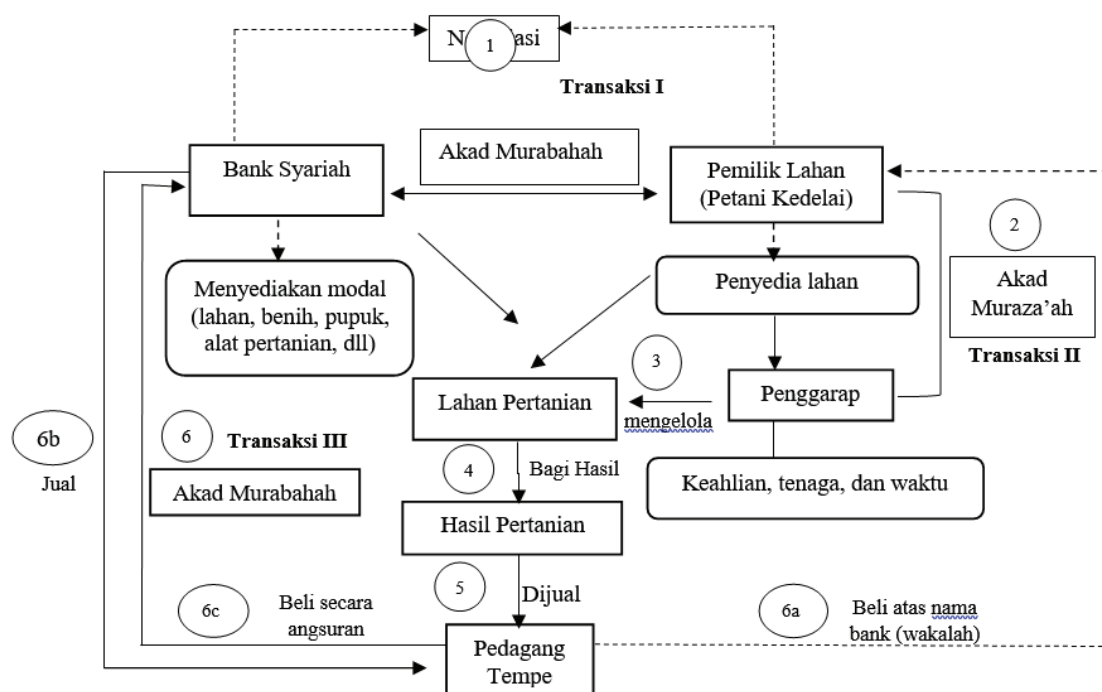 1
Transaksi I
Akad Murabahah
Bank Syariah
Pemilik Lahan
(Petani Kedelai)
2
Akad
Muraza’ah
Transaksi II
Menyediakan modal
(lahan, benih, pupuk,
alat pertanian, dll)
Penyedia lahan
3
mengelola
Penggarap
Lahan Pertanian
6b
Jual
6
Transaksi III
Akad Murabahah
4
Bagi Hasil
Keahlian, tenaga, dan waktu
Hasil Pertanian
5
Dijual
6c
Beli secara
angsuran
6a
Beli atas nama
bank (wakalah)
Pedagang
Tempe